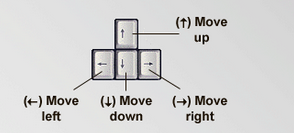 (↑) Move
up
↑
← ↓ →
(←) Move
left
(↓) Move
down
(→) Move
right